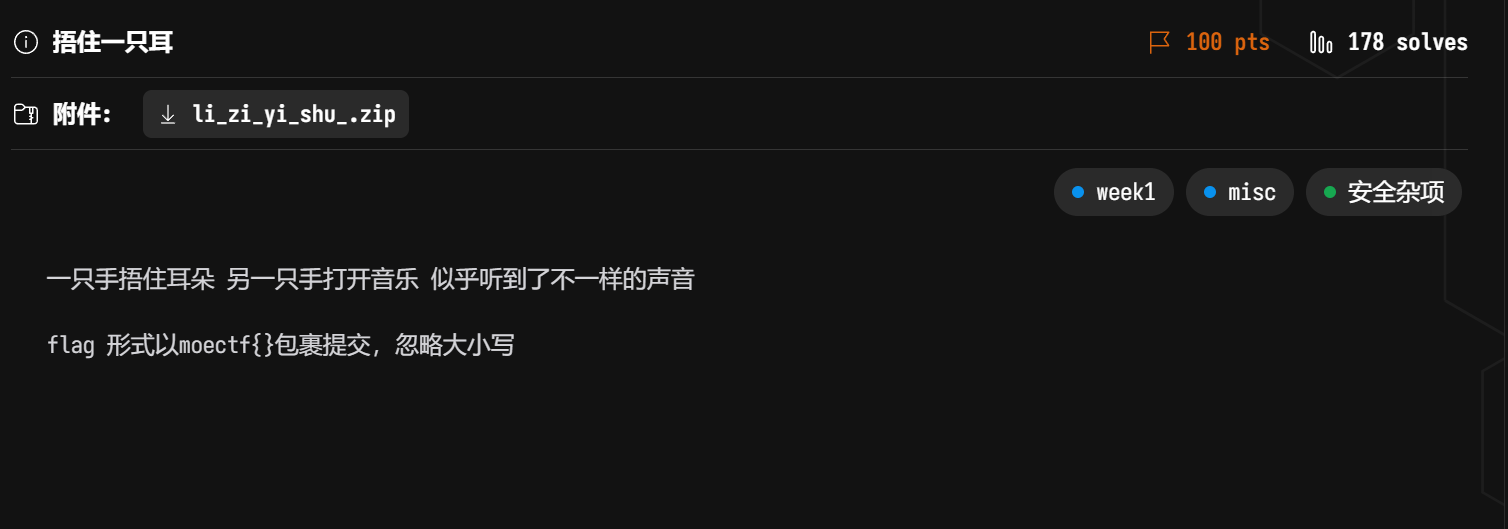 捂住一只耳
100 pts
178 solves
附件:
li_zi_yi_shu_.zip
week1
misc
安全杂项
一只手捂住耳朵 另一只手打开音乐 似乎听到了不一样的声音
flag 形式以moectf{}包裹提交，忽略大小写